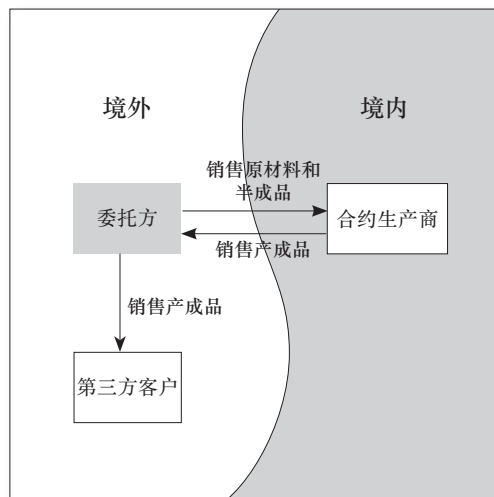 境外
境内
销售原材料和
半成品
委托方
合约生产商
销售产成品
销售产成品
第三方客户